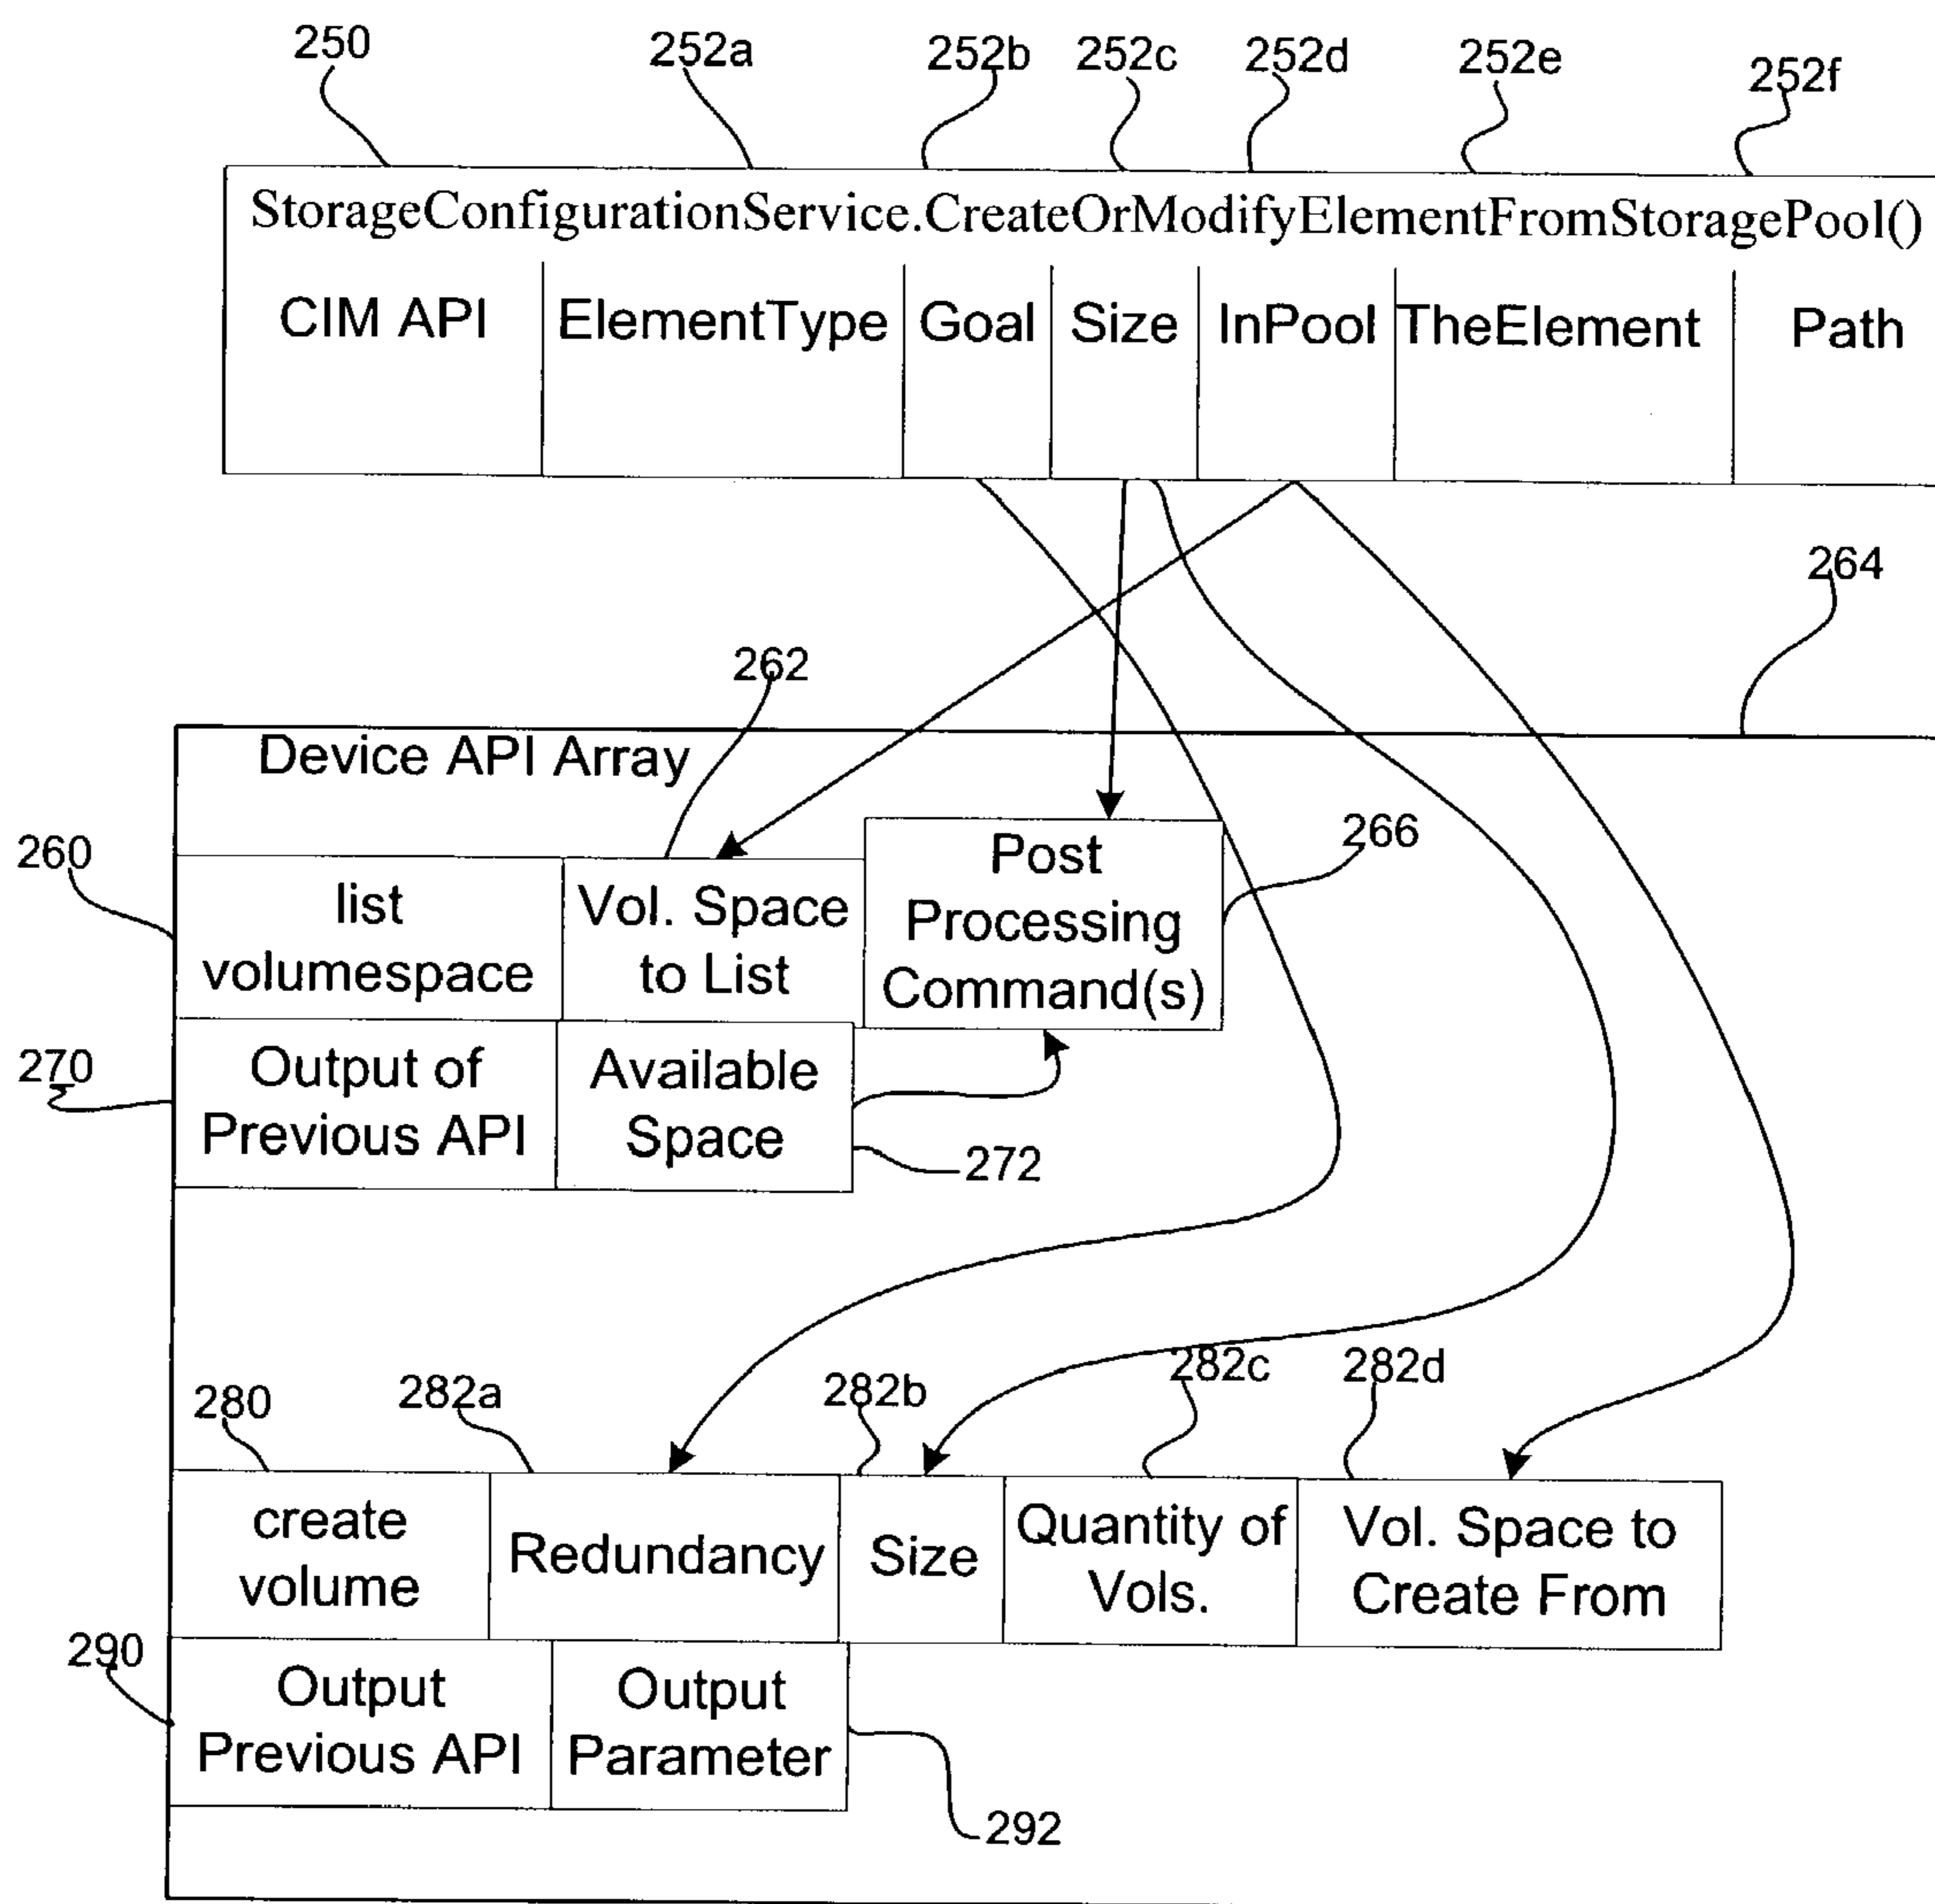 250 252a 252b 252c 252d 252e 252f
StorageConfigurationService.CreateOrModifyElementFromStoragePool()
CIM API ElementType Goal Size InPool TheElement Path
264
262
Device API Array
260
266
list
volumespace
Vol. Space
to List
Post
Processing
Command(s)
270
Output of
Previous API
Available
Space
272
280 282a 282b 282c 282d
create
volume
Redundancy
Size
Quantity of
Vols.
Vol. Space to
Create From
290
Output
Previous API
Output
Parameter
292